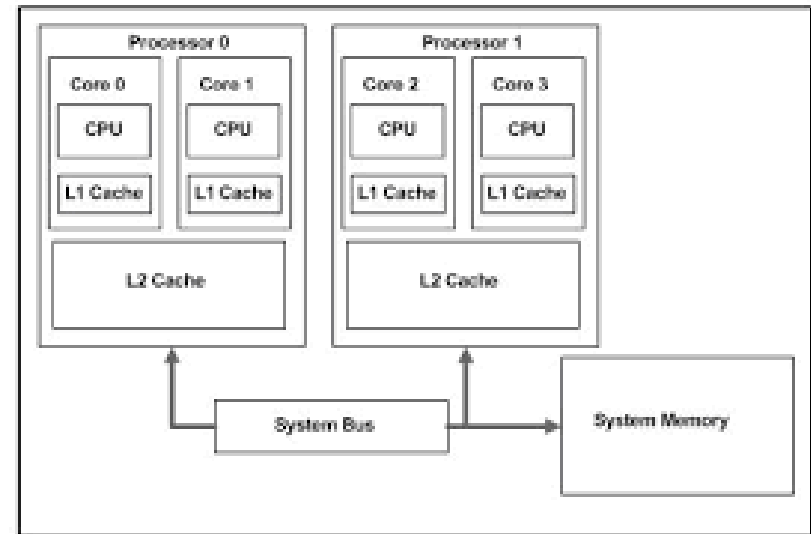 Processor 0
Core 0
CPU
L1 Cache
Core 1
CPU
L1 Cache
L2 Cache
Processor 1
Core 2
CPU
L1 Cache
Core 3
CPU
L1 Cache
L2 Cache
System Bus
System Memory